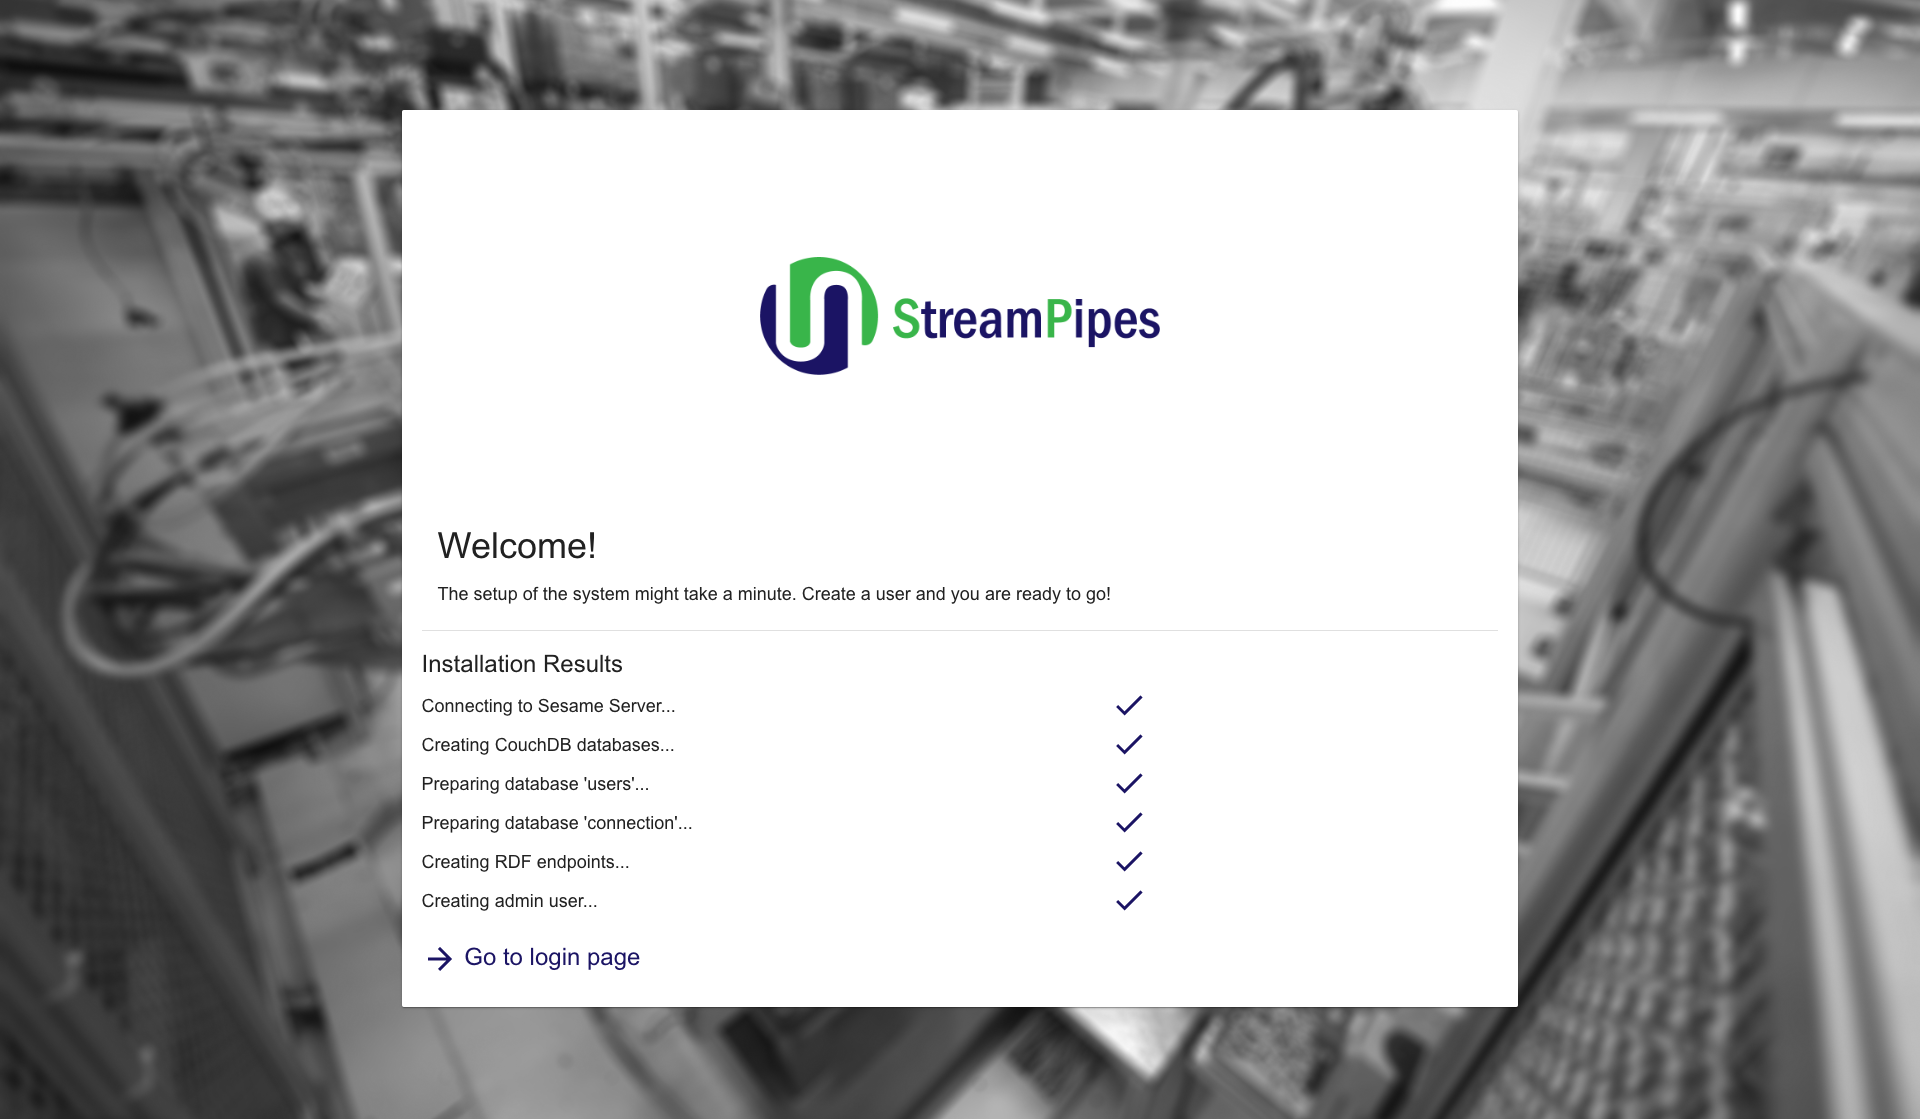 StreamPipes
Welcome!
The setup of the system might take a minute. Create a user and you are ready to go!
Installation Results
Connecting to Sesame Server...
Creating CouchDB databases...
Preparing database 'users'...
Preparing database 'connection'...
Creating RDF endpoints...
Creating admin user...
Go to login page